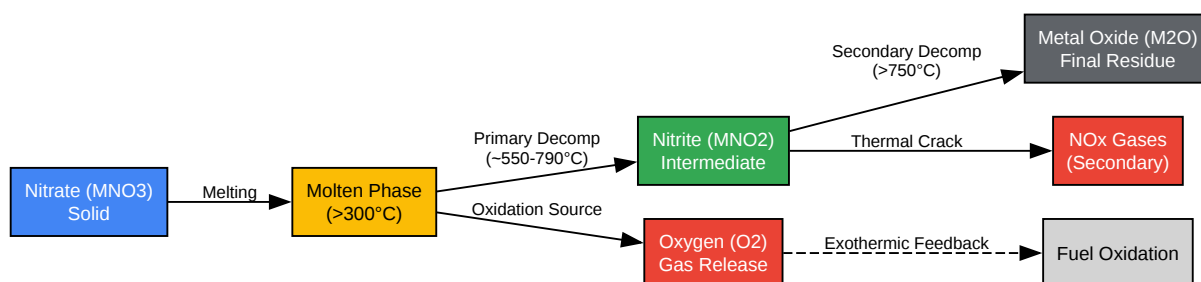 Nitrate (MNO3)
Solid
Melting
Molten Phase
(>300°C)
Primary Decomp
(~550-790°C)
Oxidation Source
Nitrite (MNO2)
Intermediate
Oxygen (O2)
Gas Release
Secondary Decomp
(>750°C)
Thermal Crack
Exothermic Feedback
Metal Oxide (M2O)
Final Residue
NOx Gases
(Secondary)
Fuel Oxidation